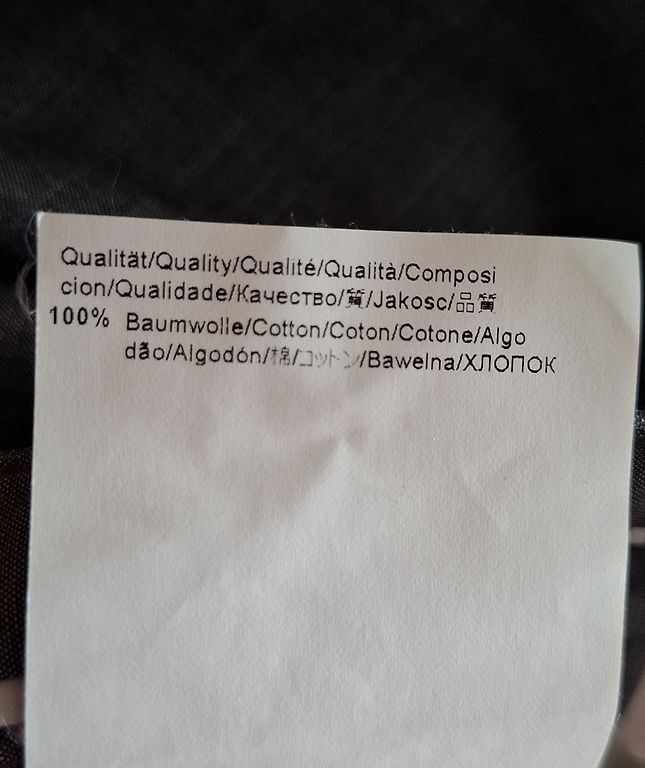 Qualität/Quality/Qualité/Qualità/Composi
cion/Qualidade/Качество/質/Jakosc/品質
100% Baumwolle/Cotton/Coton/Cotone/Algo
dão/Algodón/棉/コットン/Bawelna/ХЛОПОК